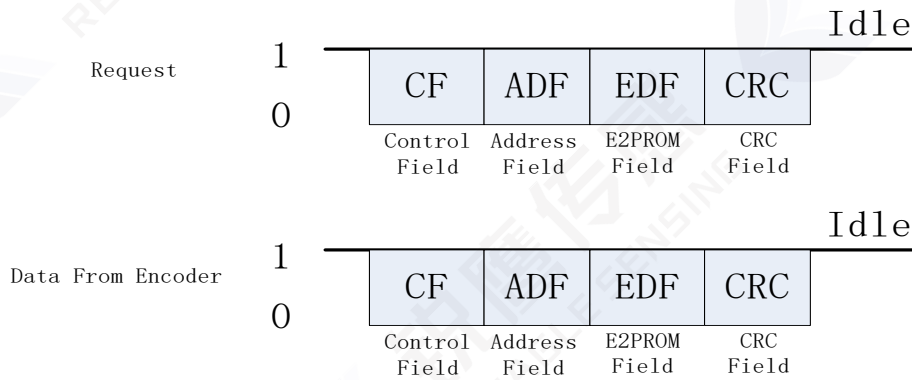 Idle
Request
1
0
CF ADF EDF CRC
Control Field
Address Field
E2PROM Field
CRC Field
Idle
Data From Encoder
1
0
CF ADF EDF CRC
Control Field
Address Field
E2PROM Field
CRC Field